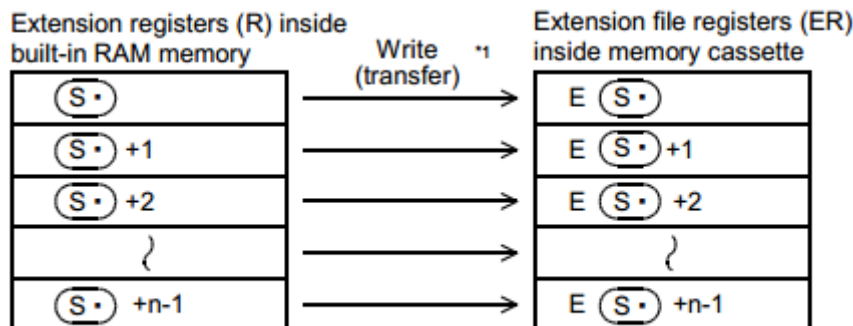 Extension registers (R) inside
built-in RAM memory
Write *1
(transfer)
Extension file registers (ER)
inside memory cassette
S·
E S·
S· +1
E S· +1
S· +2
E S· +2
S· +n-1
E S· +n-1